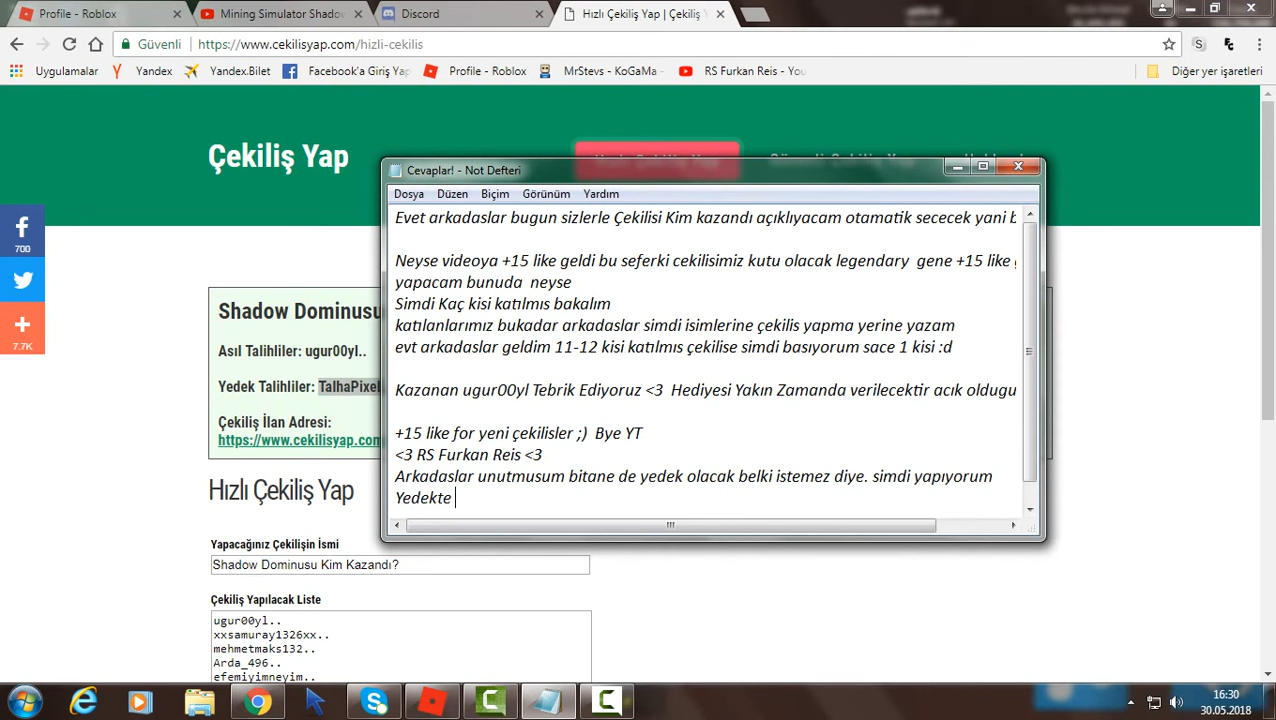 Profile - Roblox
Mining Simulator Shadow
Discord
Hızlı Çekiliş Yap | Çekiliş Y
Güvenli
https://www.cekilisyap.com/hizli-cekilis
Uygulamalar
Yandex
Yandex.Bilet
Facebook'a Giriş Yap
Profile - Roblox
MrStevs - KoGaMa -
RS Furkan Reis - You
Diğer yer işaretleri
Çekiliş Yap
700
7.7K
Shadow Dominusu
Asıl Talihliler: ugur00yl..
Yedek Talihliler: TalhaPixel
Çekiliş İlan Adresi:
https://www.cekilisyap.com
Hızlı Çekiliş Yap
Yapacağınız Çekilişin İsmi
Shadow Dominusu Kim Kazandı?
Çekiliş Yapılacak Liste
ugur00yl..
xxsamuray1326xx..
mehmetmaks132..
Arda_496..
efemiyimneyim..
Cevaplar! - Not Defteri
Dosya Düzen Biçim Görünüm Yardım
Evet arkadaslar bugun sizlerle Çekilisi Kim kazandı açıklıyacam otamatik sececek yani b
Neyse videoya +15 like geldi bu seferki cekilisimiz kutu olacak legendary gene +15 like g
yapacam bunuda neyse
Simdi Kaç kisi katılmıs bakalım
katılanlarımız bukadar arkadaslar simdi isimlerine çekilis yapma yerine yazam
evt arkadaslar geldim 11-12 kisi katılmıs çekilise simdi basıyorum sace 1 kisi :d
Kazanan ugur00yl Tebrik Ediyoruz <3 Hediyesi Yakın Zamanda verilecektir acık oldugu
+15 like for yeni çekilisler ;) Bye YT
<3 RS Furkan Reis <3
Arkadaslar unutmusum bitane de yedek olacak belki istemez diye. simdi yapıyorum
Yedekte
16:30
30.05.2018